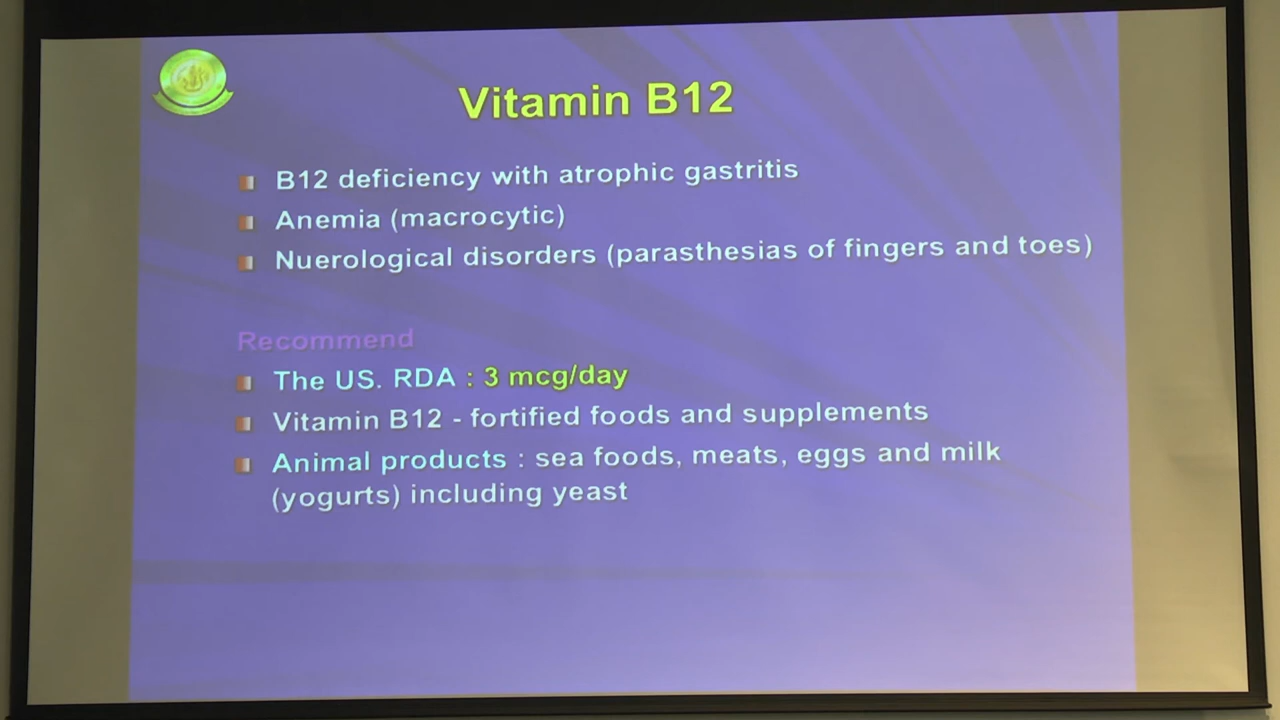 Vitamin B12
B12 deficiency with atrophic gastritis
Anemia (macrocytic)
Nuerological disorders (parasthesias of fingers and toes)
Recommend
The US. RDA : 3 mcg/day
Vitamin B12 - fortified foods and supplements
Animal products : sea foods, meats, eggs and milk
(yogurts) including yeast